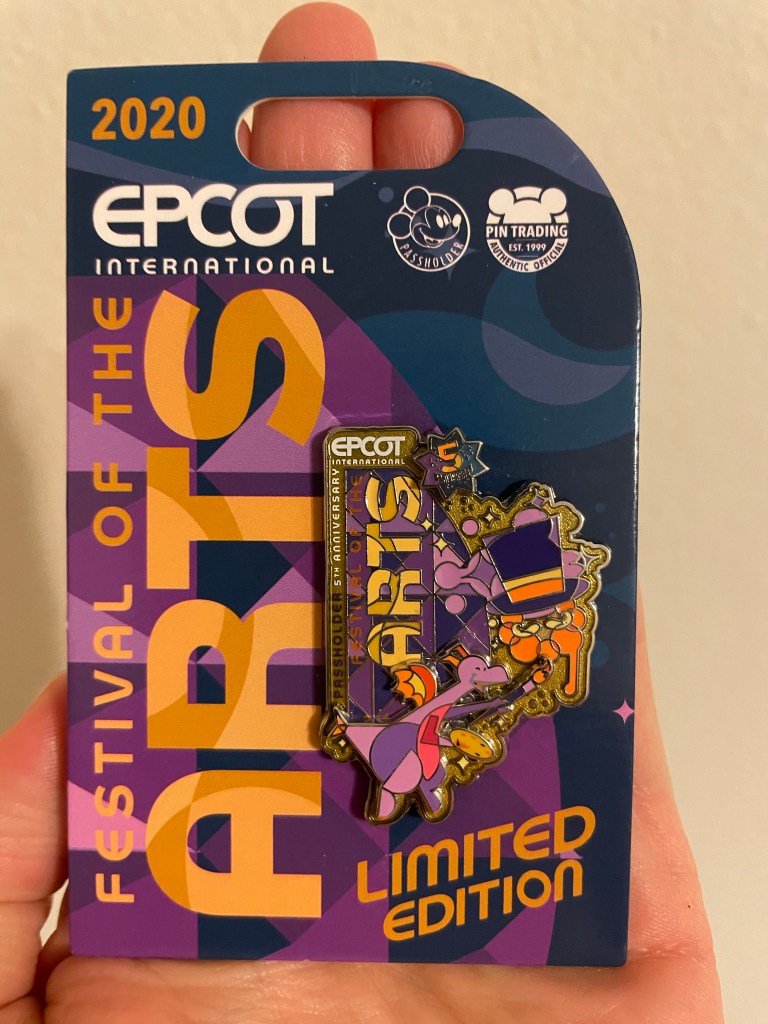 2020
EPCOT
INTERNATIONAL
PASSHOLDER
PIN TRADING
EST. 1999
AUTHENTIC OFFICIAL
FESTIVAL OF THE
ARTS
EPCOT
INTERNATIONAL
5
PASSHOLDER 5TH ANNIVERSARY
FESTIVAL OF THE
ARTS
LIMITED
EDITION